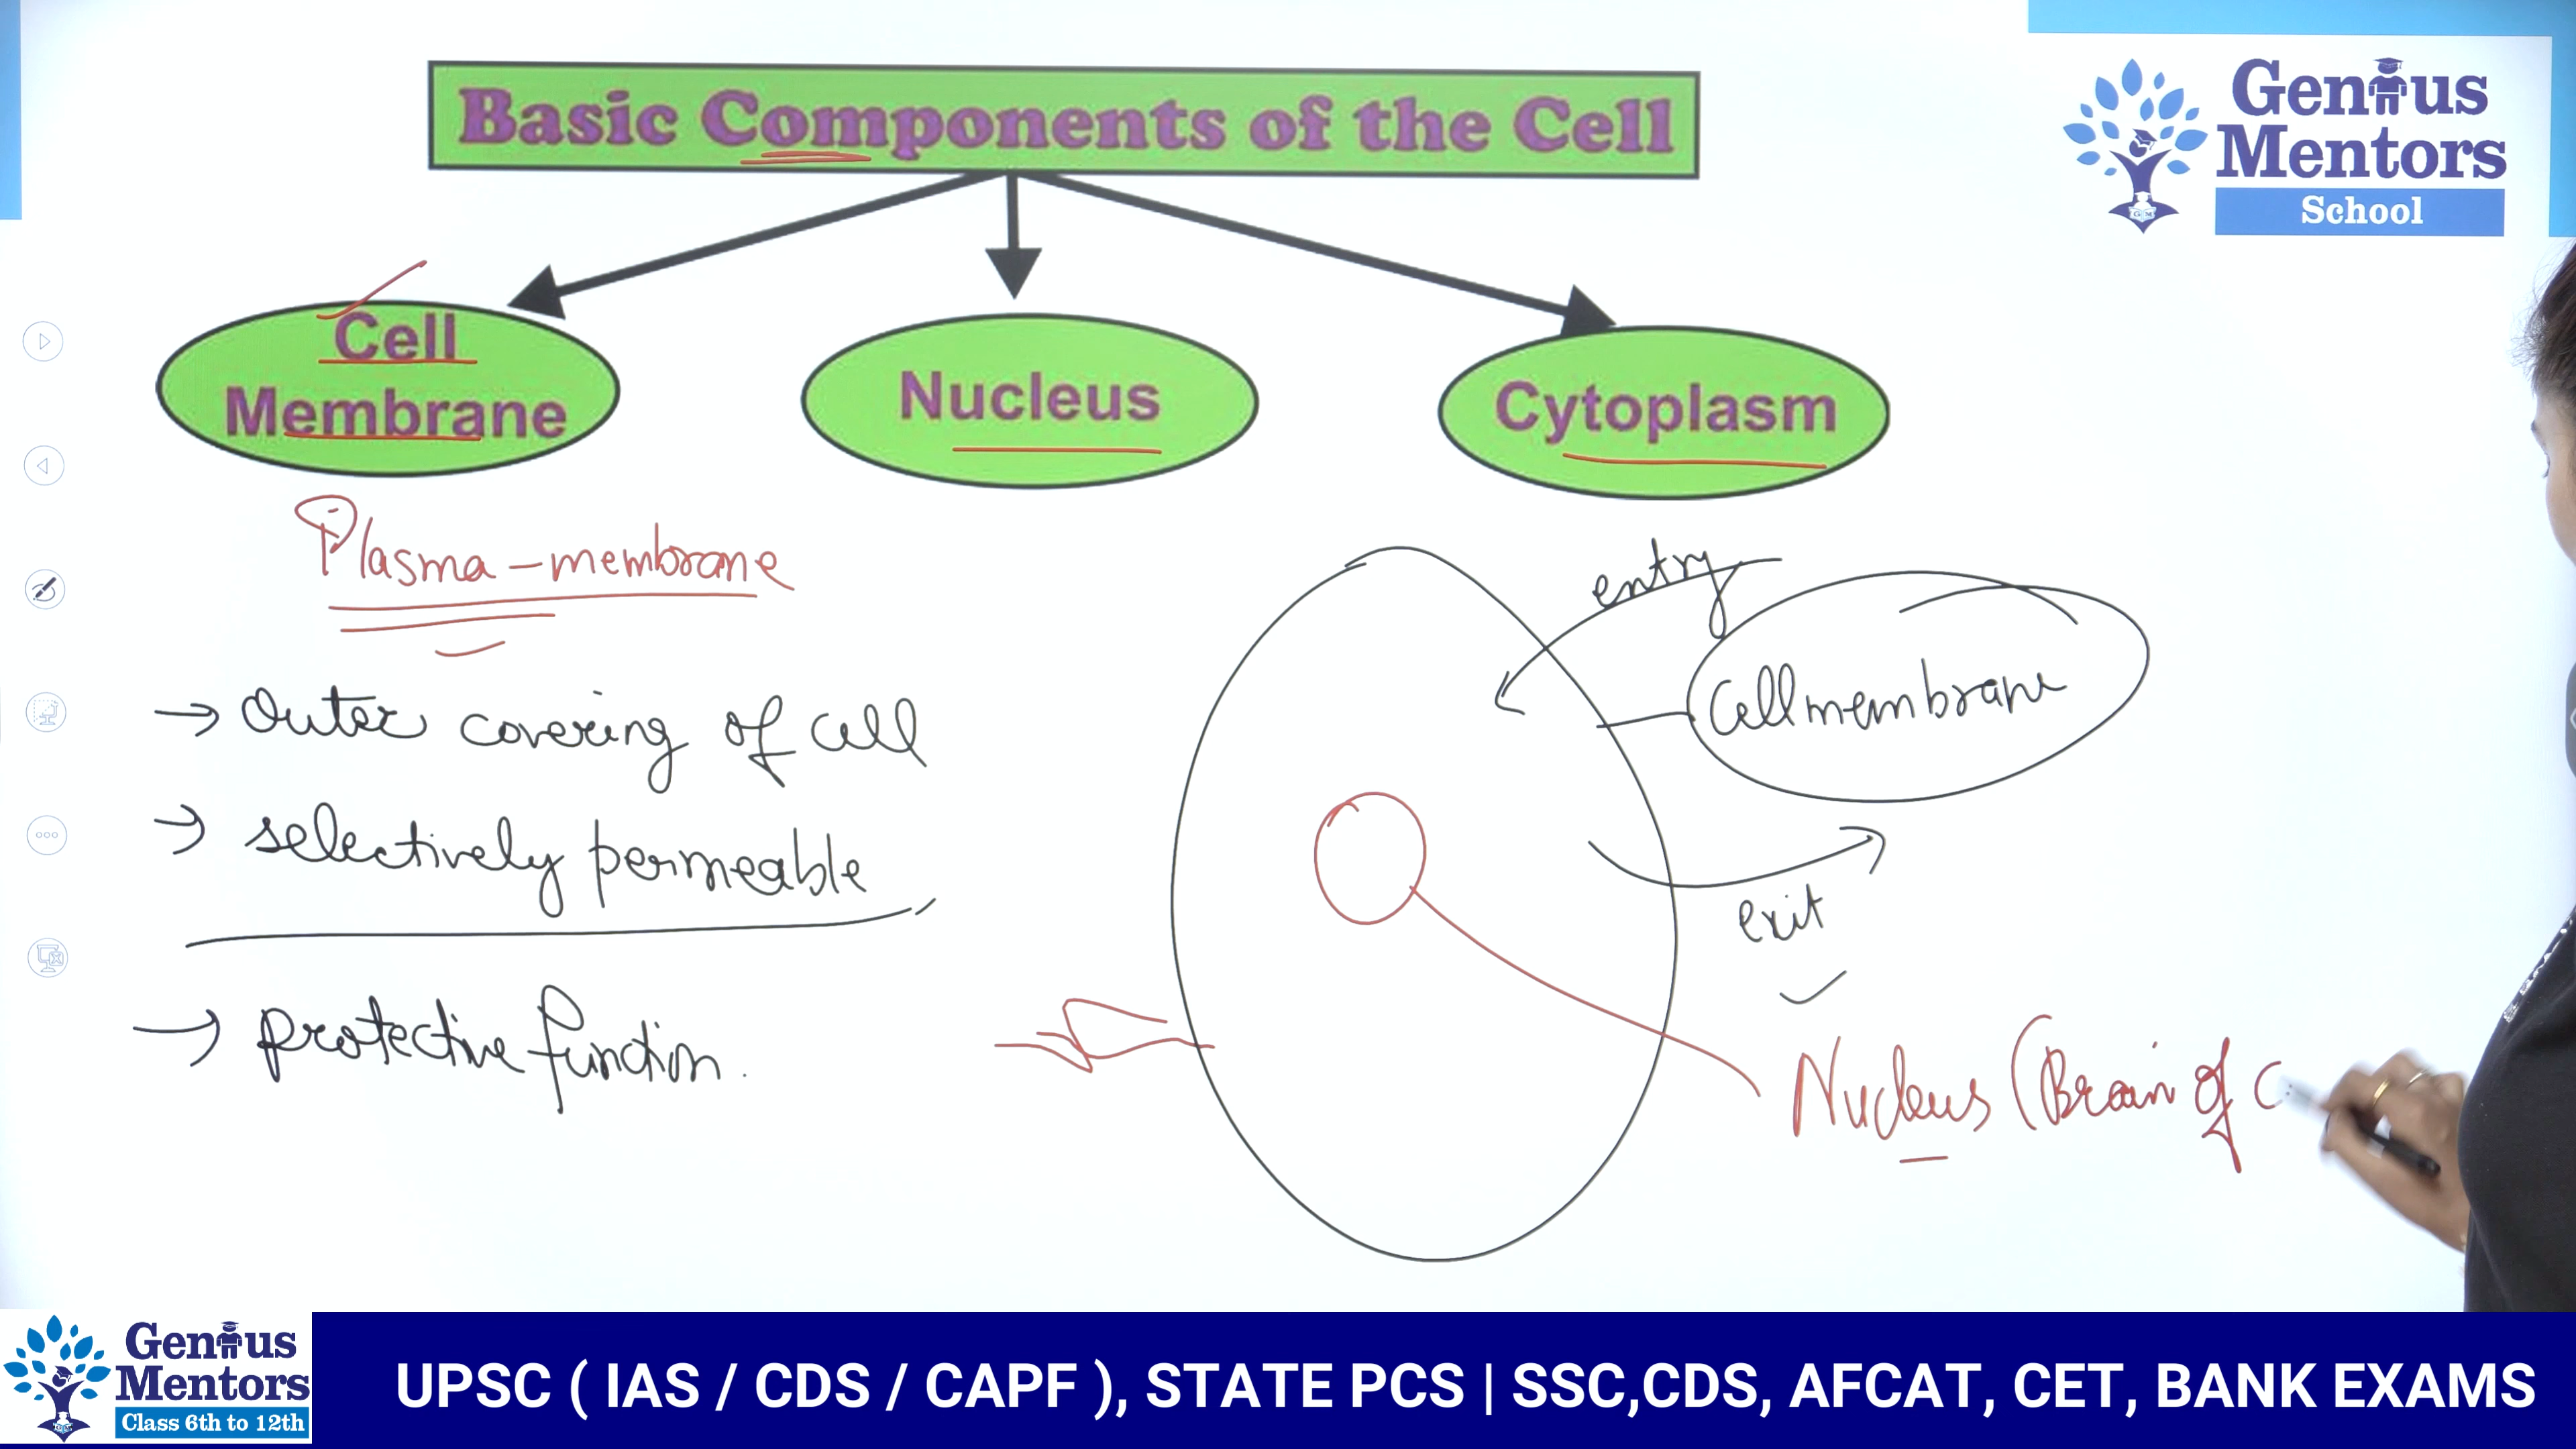 Basic Components of the Cell
Genius
Mentors
School
Cell
Membrane
Nucleus
Cytoplasm
Plasma-membrane
entry
→ Outer covering of cell
Cellmembrane
→ selectively permeable
exit
→ protective function.
Nucleus (Brain of C
Genius
Mentors
Class 6th to 12th
UPSC ( IAS / CDS / CAPF ), STATE PCS | SSC,CDS, AFCAT, CET, BANK EXAMS